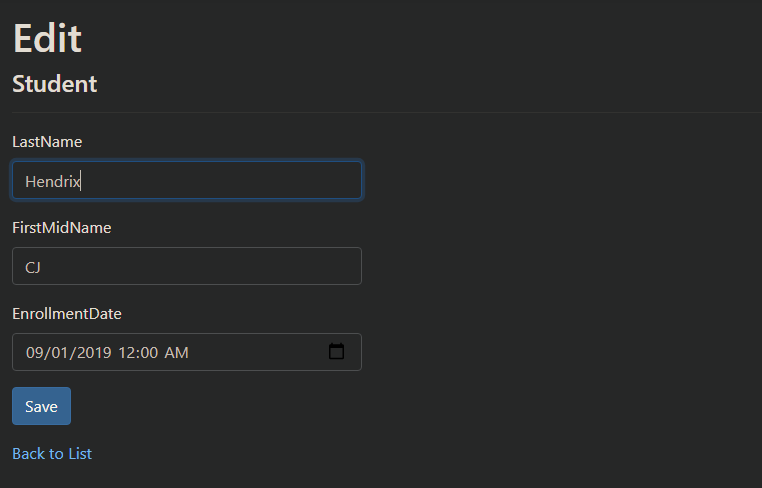 Edit
Student
LastName
Hendrix
FirstMidName
CJ
EnrollmentDate
09/01/2019 12:00 AM
Save
Back to List